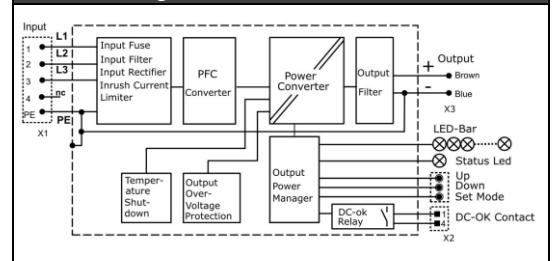 Input
L1
1
L2
2
L3
3
nc
4
PE
PE
X1
Input Fuse
Input Filter
Input Rectifier
Inrush Current
Limiter
PFC
Converter
Power
Converter
Output
Filter
+ Output
Brown
-
Blue
X3
LED-Bar
Status Led
Up
Down
Set Mode
Temper-
ature
Shut-
down
Output
Over-
Voltage
Protection
Output
Power
Manager
DC-ok
Relay
1
4
DC-OK Contact
X2